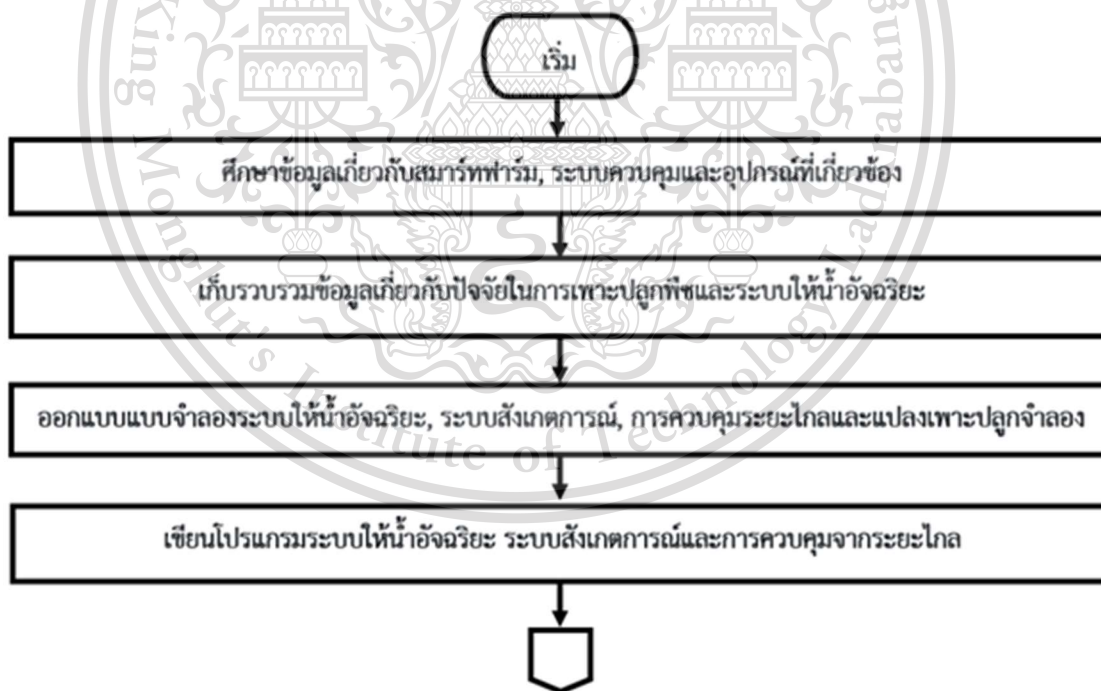 เริ่ม
ศึกษาข้อมูลเกี่ยวกับสมาร์ทฟาร์ม, ระบบควบคุมและอุปกรณ์ที่เกี่ยวข้อง
เก็บรวบรวมข้อมูลเกี่ยวกับปัจจัยในการเพาะปลูกพืชและระบบให้น้ำอัจฉริยะ
ออกแบบแบบจำลองระบบให้น้ำอัจฉริยะ, ระบบสังเกตการณ์, การควบคุมระยะไกลและแปลงเพาะปลูกจำลอง
เขียนโปรแกรมระบบให้น้ำอัจฉริยะ ระบบสังเกตการณ์และการควบคุมจากระยะไกล
King Mongkut's Institute of Technology Ladkrabang